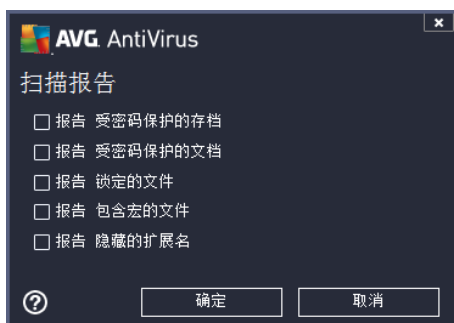 AVG. AntiVirus
扫描报告
报告 受密码保护的存档
报告 受密码保护的文档
报告 锁定的文件
报告 包含宏的文件
报告 隐藏的扩展名
确定 取消